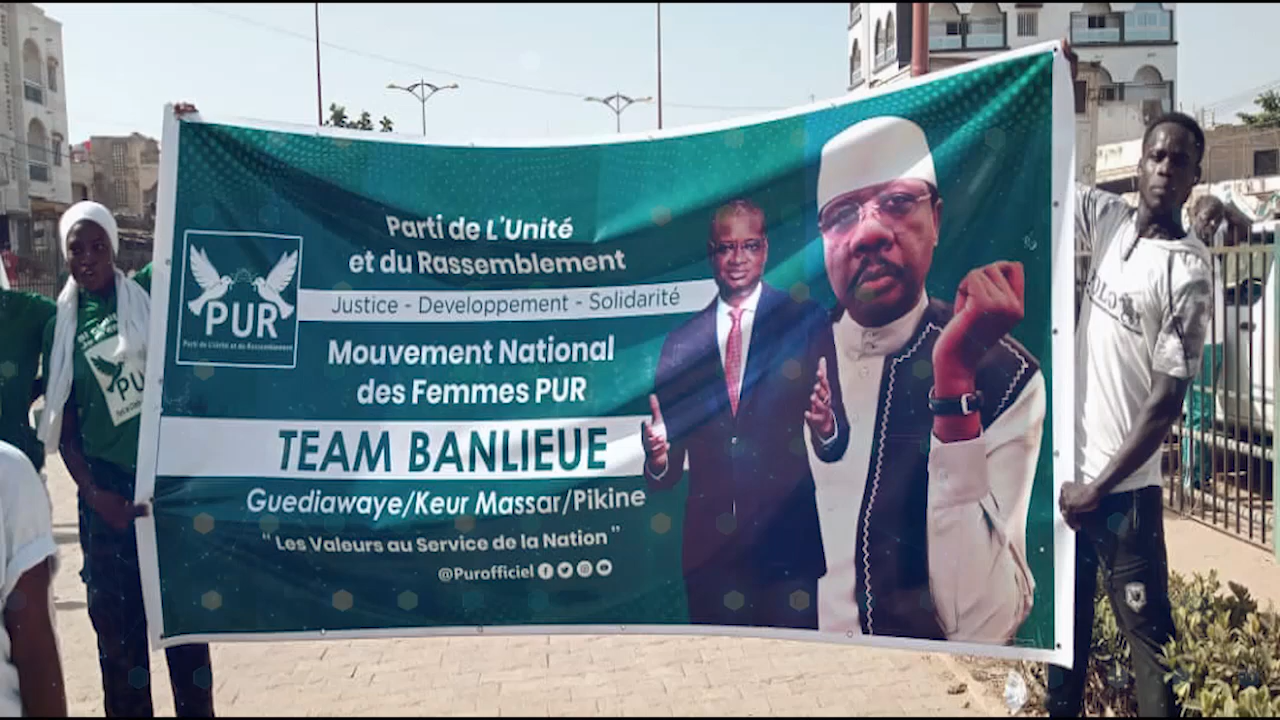 Parti de L'Unité
et du Rassemblement
Justice - Developpement - Solidarité
PUR
Parti de L'Unité et du Rassemblement
Mouvement National
des Femmes PUR
TEAM BANLIEUE
Guediawaye/Keur Massar/Pikine
" Les Valeurs au Service de la Nation "
@Purofficiel
PU